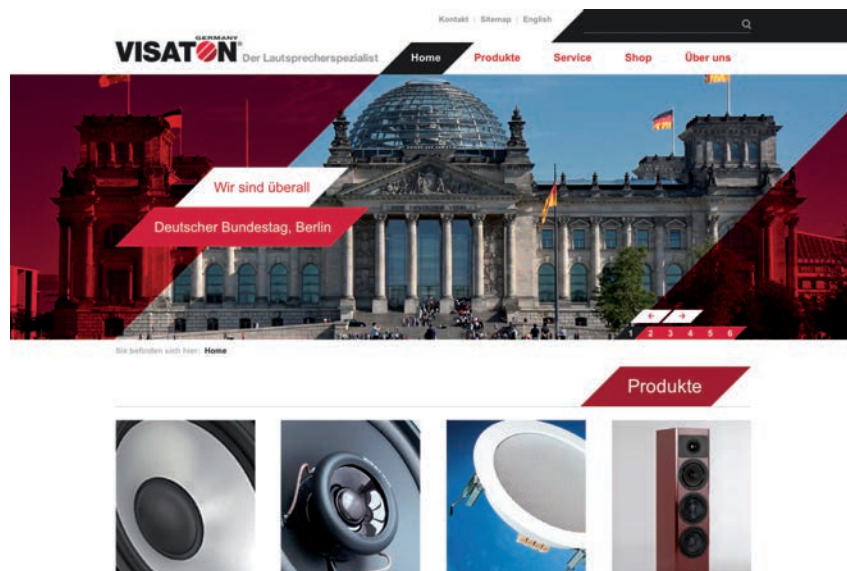 Kontakt | Sitemap | English
GERMANY
VISATON®
Der Lautsprecherspezialist
Home
Produkte
Service
Shop
Über uns
Wir sind überall
Deutscher Bundestag, Berlin
1 2 3 4 5 6
Sie befinden sich hier: Home
Produkte